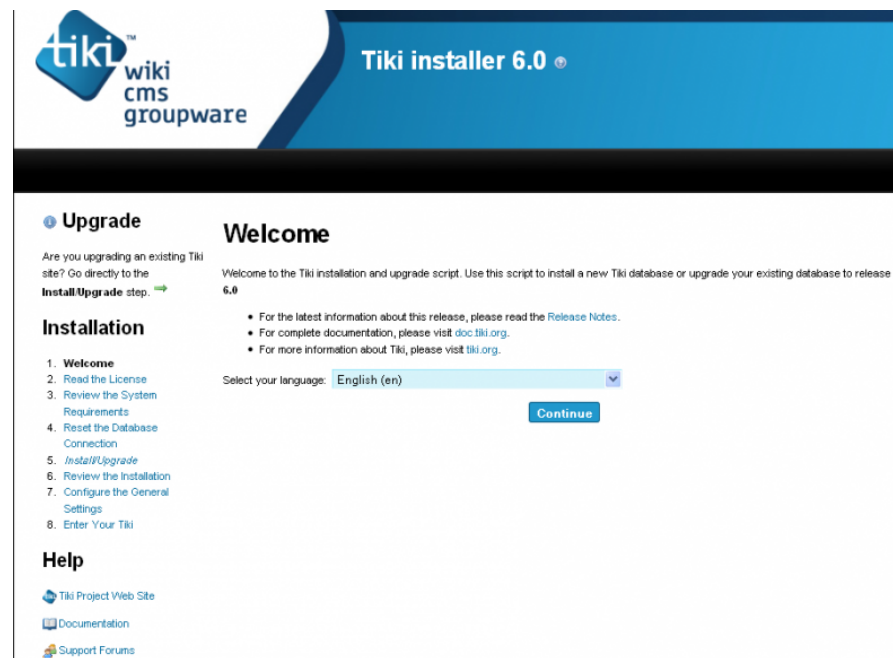 tiki™
wiki
cms
groupware
Tiki installer 6.0
Upgrade
Are you upgrading an existing Tiki
site? Go directly to the
Install/Upgrade step.
Installation
1. Welcome
2. Read the License
3. Review the System
Requirements
4. Reset the Database
Connection
5. Install/Upgrade
6. Review the Installation
7. Configure the General
Settings
8. Enter Your Tiki
Help
Tiki Project Web Site
Documentation
Support Forums
Welcome
Welcome to the Tiki installation and upgrade script. Use this script to install a new Tiki database or upgrade your existing database to release
6.0
• For the latest information about this release, please read the Release Notes.
• For complete documentation, please visit doc.tiki.org.
• For more information about Tiki, please visit tiki.org.
Select your language: English (en)
Continue